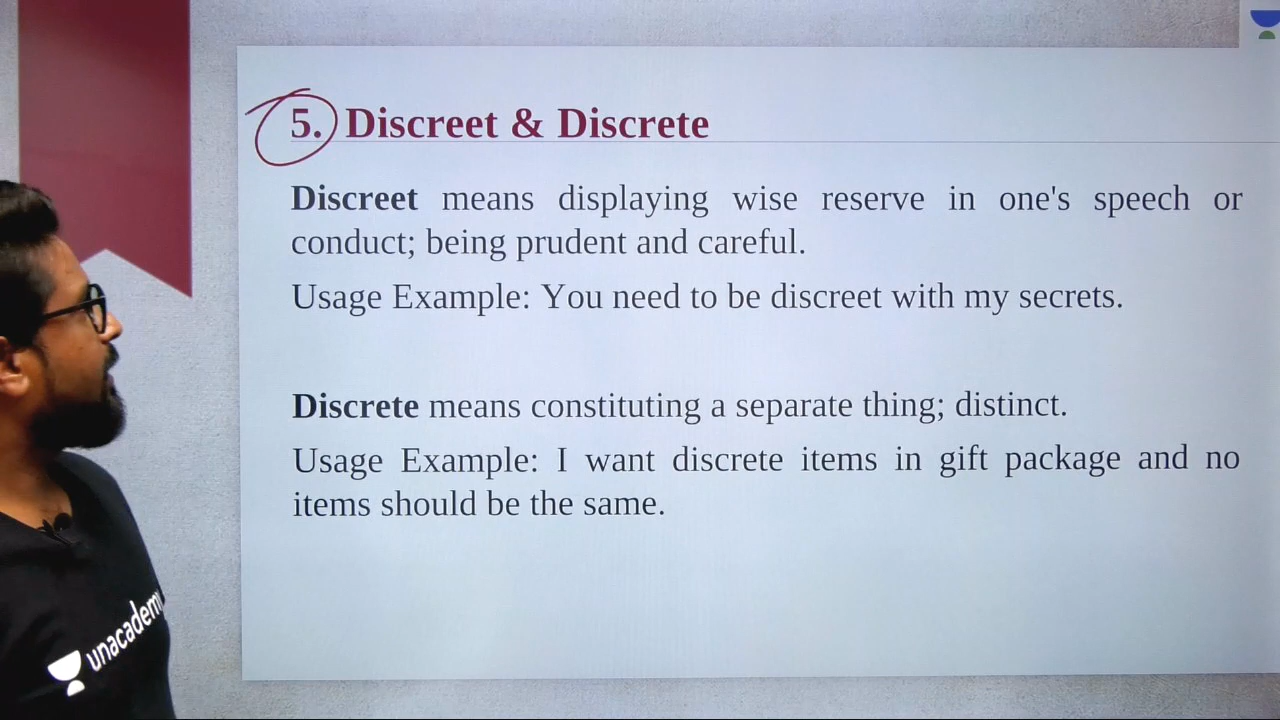 5. Discreet & Discrete
Discreet means displaying wise reserve in one's speech or
conduct; being prudent and careful.
Usage Example: You need to be discreet with my secrets.
Discrete means constituting a separate thing; distinct.
Usage Example: I want discrete items in gift package and no
items should be the same.
unacademy